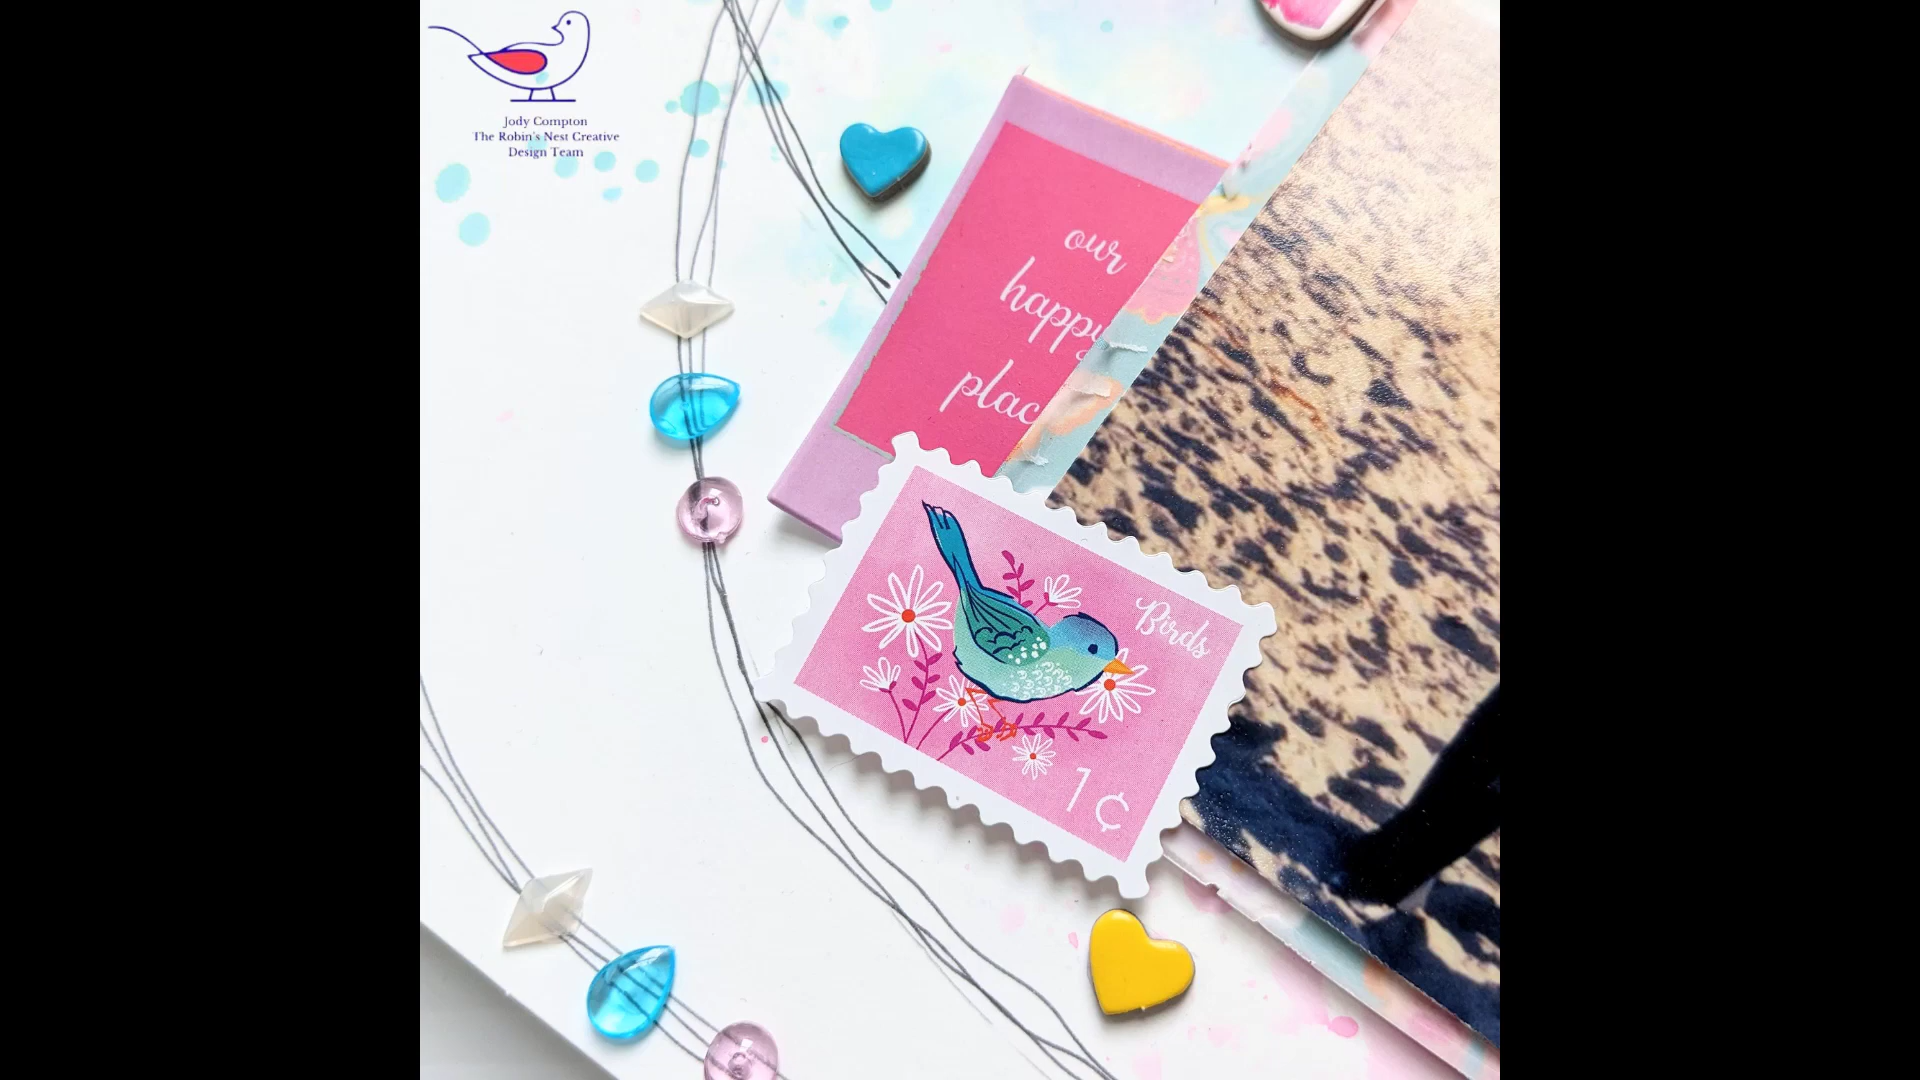 Jody Compton
The Robin's Nest Creative
Design Team
our
happy
plac
Birds
1¢